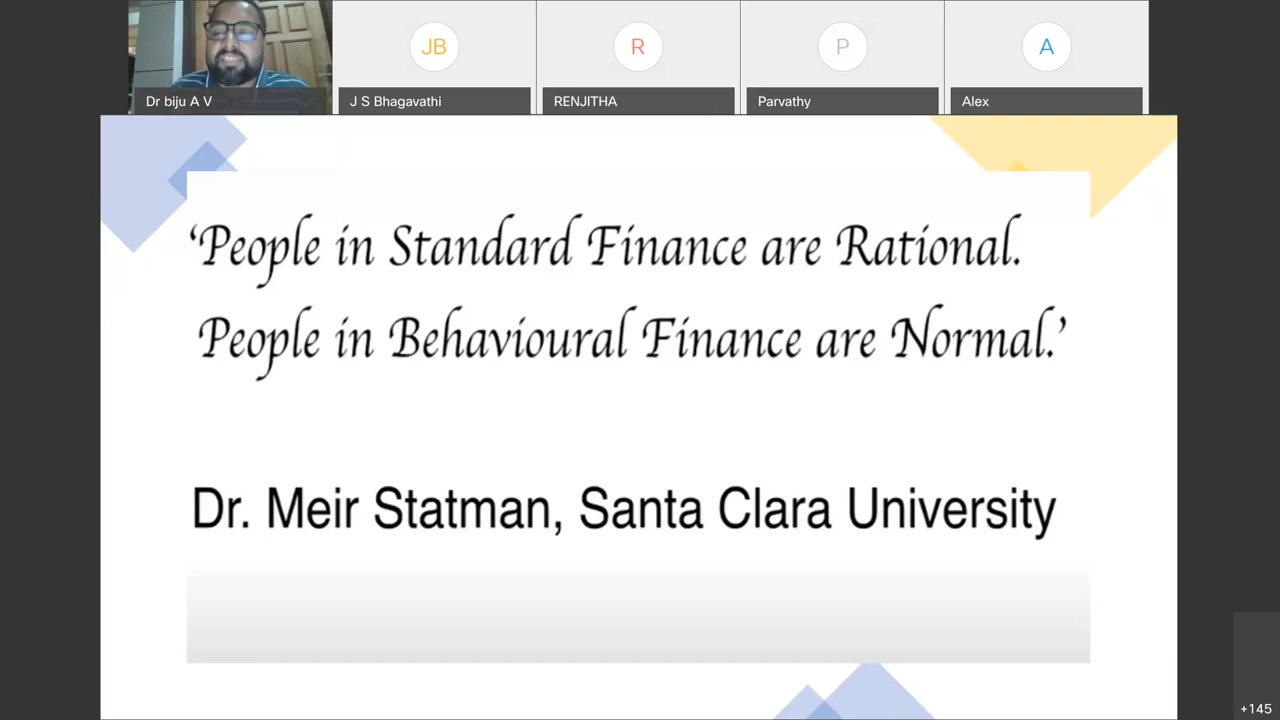 JB
R
P
A
Dr biju A V
J S Bhagavathi
RENJITHA
Parvathy
Alex
‘People in Standard Finance are Rational.
People in Behavioural Finance are Normal.’
Dr. Meir Statman, Santa Clara University
+145